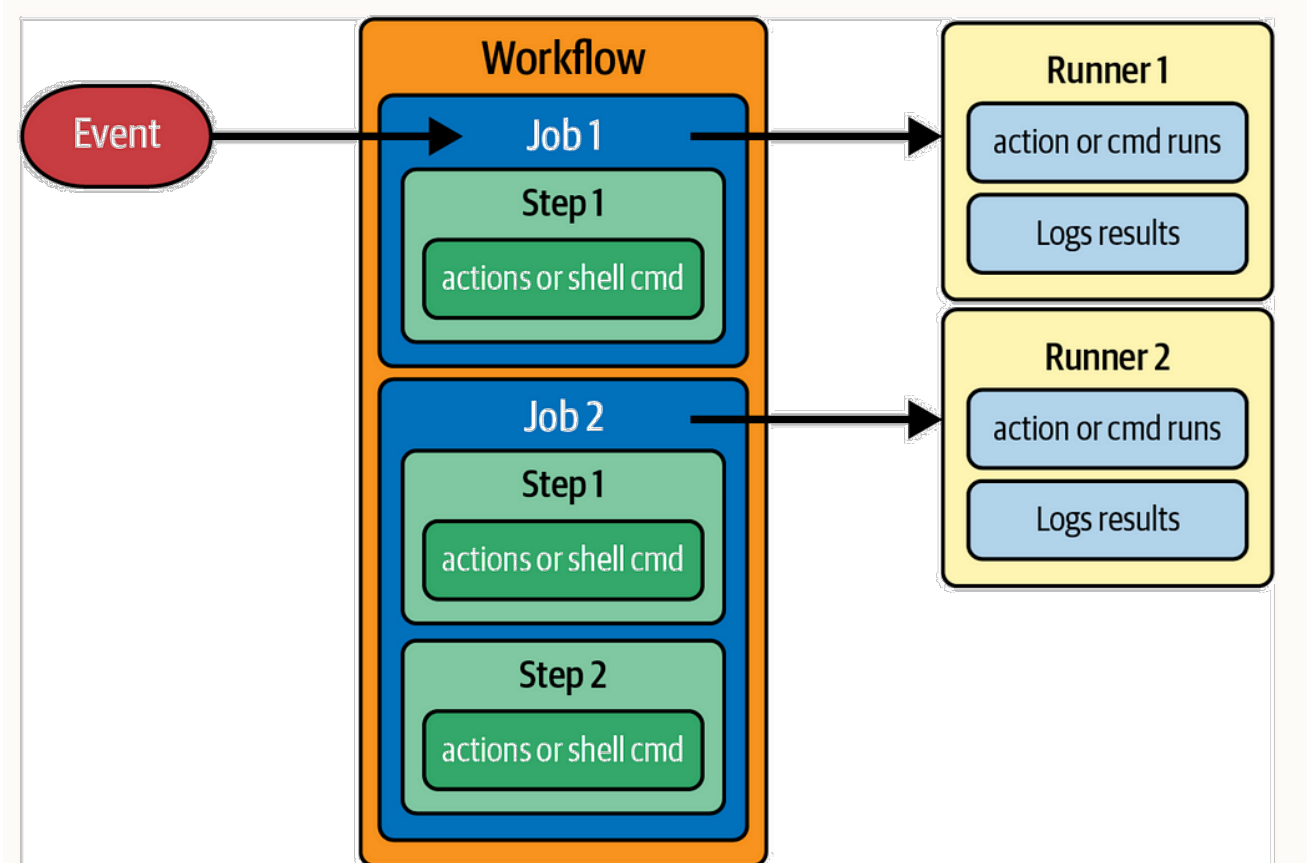 Event
Workflow
Job 1
Step 1
actions or shell cmd
Job 2
Step 1
actions or shell cmd
Step 2
actions or shell cmd
Runner 1
action or cmd runs
Logs results
Runner 2
action or cmd runs
Logs results